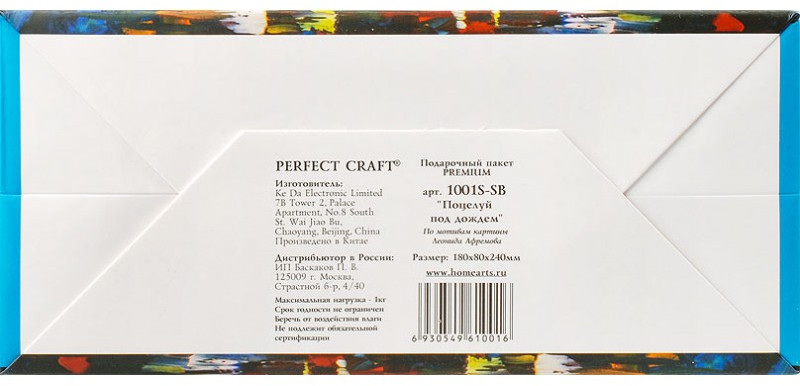 PERFECT CRAFT®
Изготовитель:
Ke Da Electronic Limited
7B Tower 2, Palace
Apartment, No.8 South
St. Wai Jiao Bu,
Chaoyang, Beijing, China
Произведено в Китае
Дистрибьютор в России:
ИП Баскаков П. В.
125009 г. Москва,
Страстной б-р, 4/40
Максимальная нагрузка - 1кг
Срок годности не ограничен
Беречь от воздействия влаги
Не подлежит обязательной
сертификации
Подарочный пакет
PREMIUM
арт. 1001S-SB
"Поцелуй
под дождем"
По мотивам картины
Леонида Афремова
Размер: 180х80х240мм
www.homearts.ru
6 930549 610016